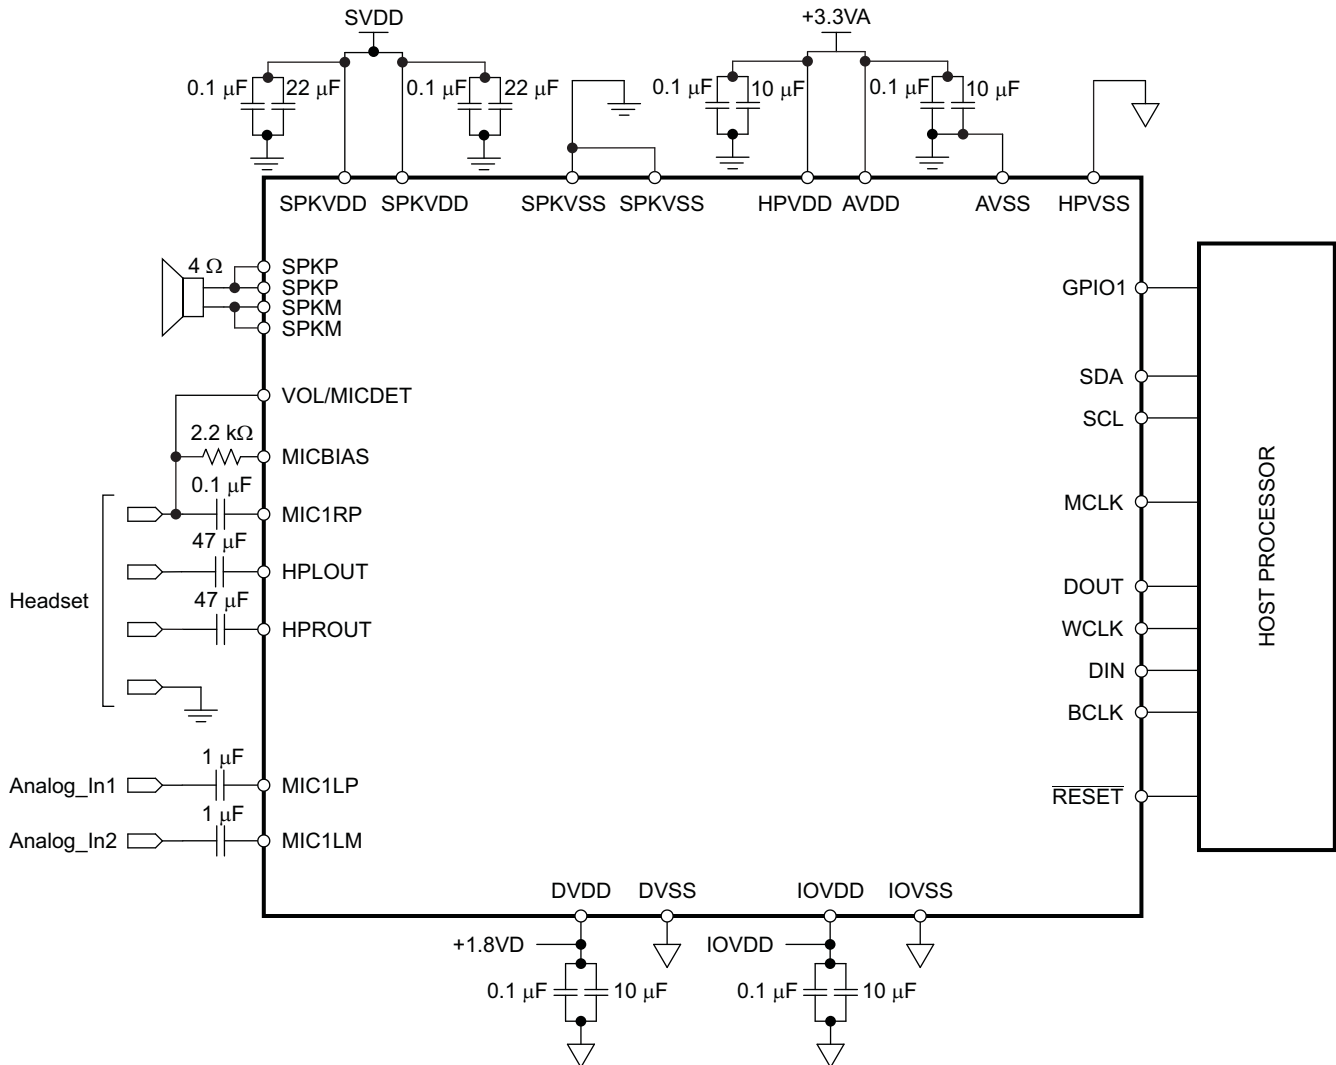 SVDD
+3.3VA
0.1 μF 22 μF 0.1 μF 22 μF 0.1 μF 10 μF 0.1 μF 10 μF
SPKVDD SPKVDD SPKVSS SPKVSS HPVDD AVDD AVSS HPVSS
4 Ω
SPKP
SPKP
SPKM
SPKM
VOL/MICDET
2.2 kΩ
MICBIAS
0.1 μF
MIC1RP
47 μF
HPLOUT
Headset
47 μF
HPROUT
1 μF
Analog_In1
MIC1LP
1 μF
Analog_In2
MIC1LM
GPIO1
SDA
SCL
MCLK
DOUT
WCLK
DIN
BCLK
RESET
HOST PROCESSOR
DVDD DVSS IOVDD IOVSS
+1.8VD IOVDD
0.1 μF 10 μF 0.1 μF 10 μF